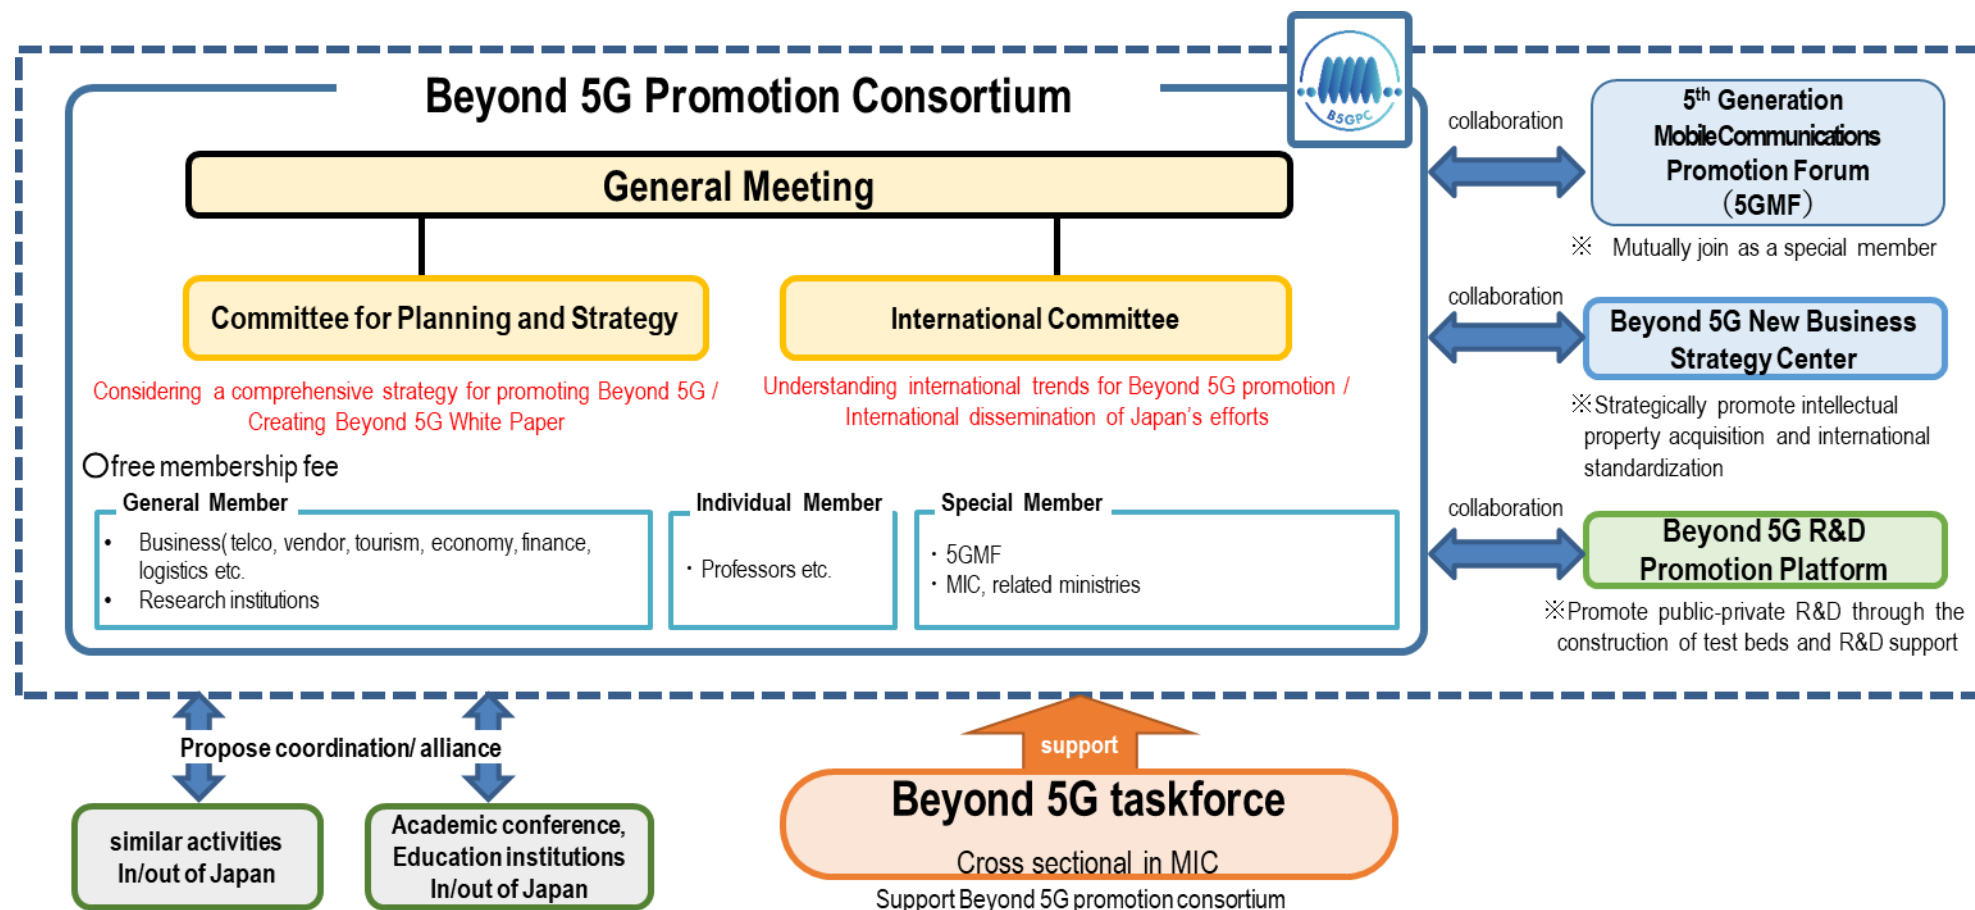 Beyond 5G Promotion Consortium
B5GPC
General Meeting
Committee for Planning and Strategy
International Committee
Considering a comprehensive strategy for promoting Beyond 5G /
Creating Beyond 5G White Paper
Understanding international trends for Beyond 5G promotion /
International dissemination of Japan's efforts
○free membership fee
General Member
• Business( telco, vendor, tourism, economy, finance,
logistics etc.
• Research institutions
Individual Member
・Professors etc.
Special Member
・5GMF
・MIC, related ministries
collaboration
5th Generation
Mobile Communications
Promotion Forum
（5GMF）
※ Mutually join as a special member
collaboration
Beyond 5G New Business
Strategy Center
※Strategically promote intellectual
property acquisition and international
standardization
collaboration
Beyond 5G R&D
Promotion Platform
※Promote public-private R&D through the
construction of test beds and R&D support
Propose coordination/ alliance
similar activities
In/out of Japan
Academic conference,
Education institutions
In/out of Japan
support
Beyond 5G taskforce
Cross sectional in MIC
Support Beyond 5G promotion consortium